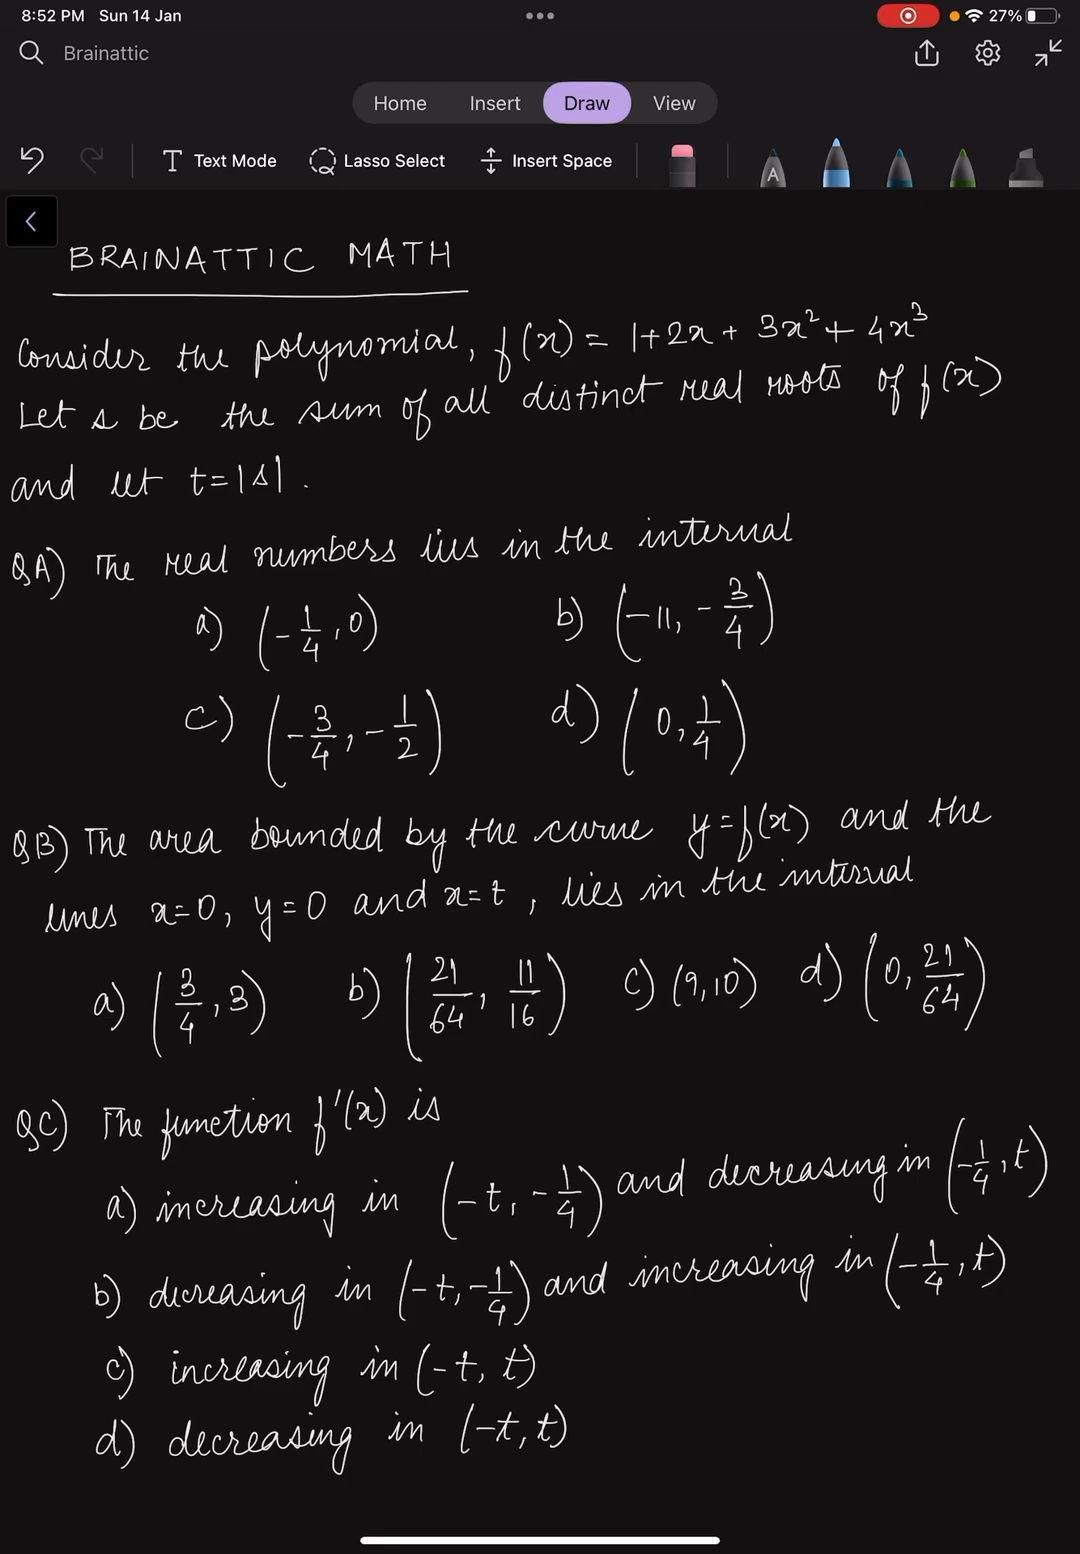 8:52 PM Sun 14 Jan
27%
Brainattic
Home Insert Draw View
Text Mode Lasso Select Insert Space
A
BRAINATTIC MATH
Consider the polynomial, f(x) = 1+2x+3x²+4x³
Let s be the sum of all distinct real roots of f(x)
and let t=|s|.
QA) The real numbers lies in the interval
a) (-1/4, 0) b) (-11, -3/4)
c) (-3/4, -1/2) d) (0, 1/4)
QB) The area bounded by the curve y=f(x) and the
lines x=0, y=0 and x=t, lies in the interval
a) (3/4, 3) b) (21/64, 11/16) c) (9,10) d) (0, 21/64)
QC) The function f'(x) is
a) increasing in (-t, -1/4) and decreasing in (-1/4, t)
b) decreasing in (-t, -1/4) and increasing in (-1/4, t)
c) increasing in (-t, t)
d) decreasing in (-t, t)